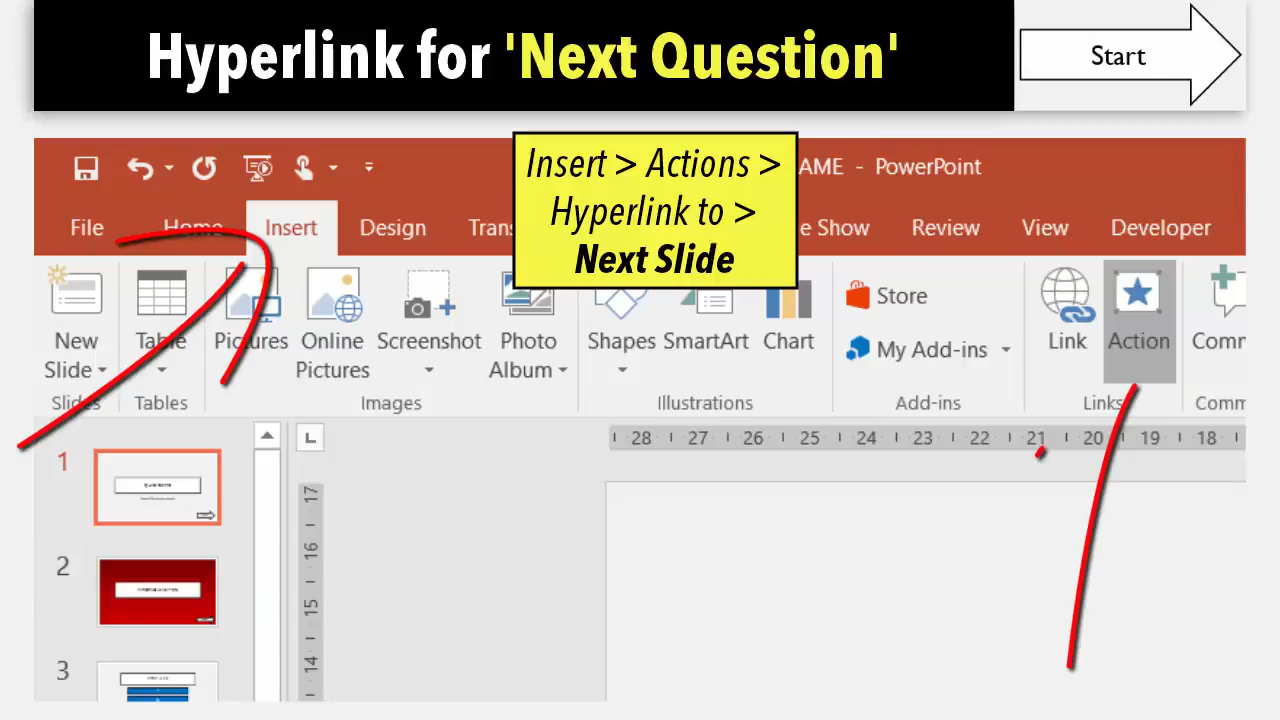 Hyperlink for 'Next Question'
Start
Insert > Actions >
Hyperlink to >
Next Slide
AME - PowerPoint
File Home Insert Design Trans e Show Review View Developer
New Slide
Table
Pictures
Online Pictures
Screenshot
Photo Album
Shapes
SmartArt
Chart
Store
My Add-ins
Link
Action
Comm
Slides Tables Images Illustrations Add-ins Links Comm
L
28 27 26 25 24 23 22 21 20 19 18
17
16
15
14
1
2
3